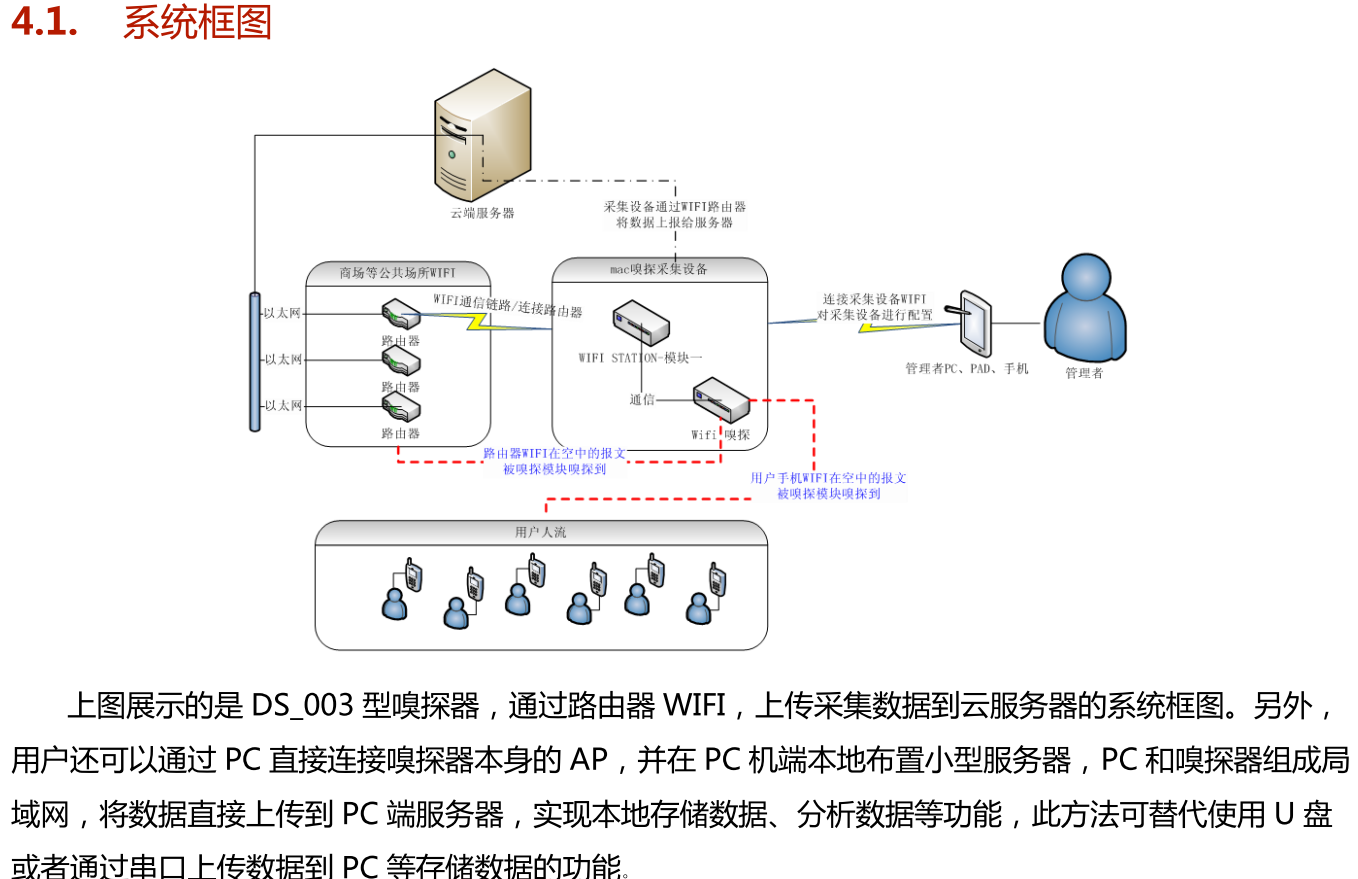 4.1. 系统框图
云端服务器
采集设备通过WIFI路由器
将数据上报给服务器
商场等公共场所WIFI
mac嗅探采集设备
WIFI通信链路/连接路由器
连接采集设备WIFI
对采集设备进行配置
以太网
路由器
WIFI STATION-模块一
以太网
管理者PC、PAD、手机
管理者
路由器
通信
以太网
路由器
Wifi 嗅探
路由器WIFI在空中的报文
被嗅探模块嗅探到
用户手机WIFI在空中的报文
被嗅探模块嗅探到
用户人流
上图展示的是 DS_003 型嗅探器，通过路由器 WIFI，上传采集数据到云服务器的系统框图。另外，
用户还可以通过 PC 直接连接嗅探器本身的 AP，并在 PC 机端本地布置小型服务器，PC 和嗅探器组成局
域网，将数据直接上传到 PC 端服务器，实现本地存储数据、分析数据等功能，此方法可替代使用 U 盘
或者通过串口上传数据到 PC 等存储数据的功能。